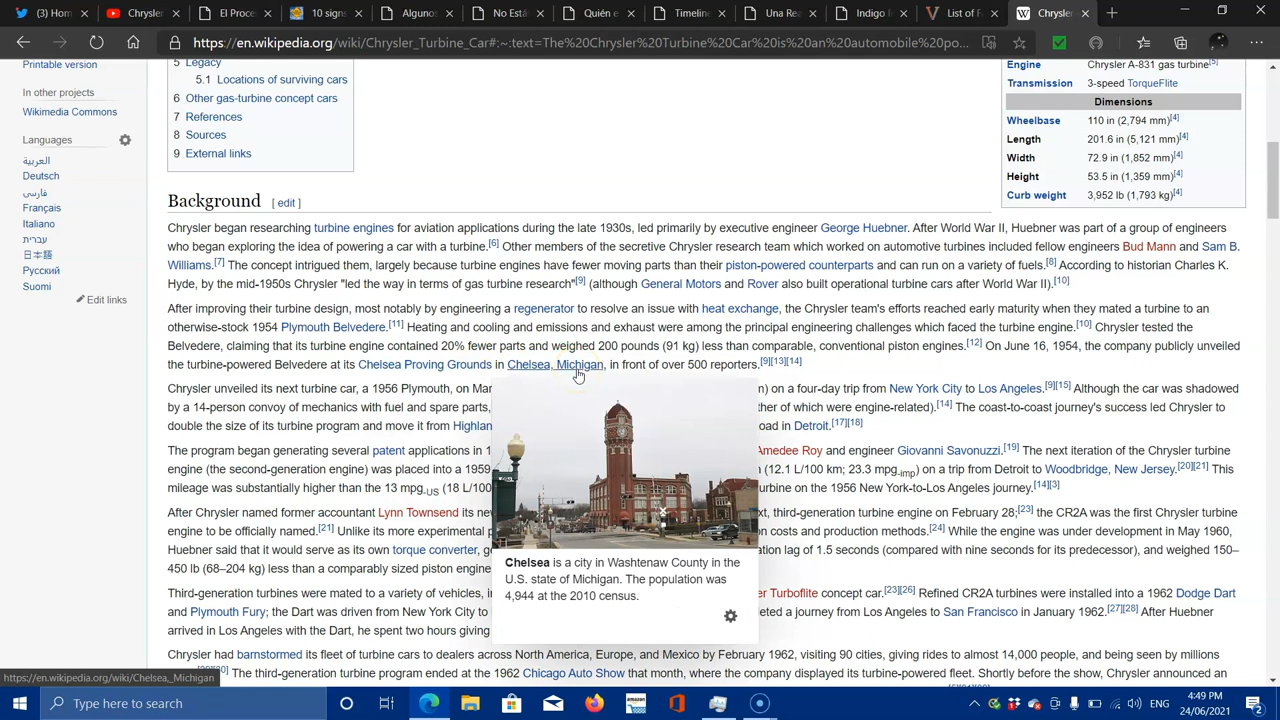 (3) Home
Chrysler
El Proce
10 signs
Algunos
No Está
Quién e
Timeline
Una Rec
Indigo I
List of F
Chrysler
https://en.wikipedia.org/wiki/Chrysler_Turbine_Car#:~:text=The%20Chrysler%20Turbine%20Car%20is%20an%20automobile%20po...
Printable version
In other projects
Wikimedia Commons
Languages
العربية
Deutsch
فارسی
Français
Italiano
עברית
日本語
Русский
Suomi
Edit links
5 Legacy
5.1 Locations of surviving cars
6 Other gas-turbine concept cars
7 References
8 Sources
9 External links
Engine Chrysler A-831 gas turbine[5]
Transmission 3-speed TorqueFlite
Dimensions
Wheelbase 110 in (2,794 mm)[4]
Length 201.6 in (5,121 mm)[4]
Width 72.9 in (1,852 mm)[4]
Height 53.5 in (1,359 mm)[4]
Curb weight 3,952 lb (1,793 kg)[4]
Background [ edit ]
Chrysler began researching turbine engines for aviation applications during the late 1930s, led primarily by executive engineer George Huebner. After World War II, Huebner was part of a group of engineers
who began exploring the idea of powering a car with a turbine.[6] Other members of the secretive Chrysler research team which worked on automotive turbines included fellow engineers Bud Mann and Sam B.
Williams.[7] The concept intrigued them, largely because turbine engines have fewer moving parts than their piston-powered counterparts and can run on a variety of fuels.[8] According to historian Charles K.
Hyde, by the mid-1950s Chrysler "led the way in terms of gas turbine research"[9] (although General Motors and Rover also built operational turbine cars after World War II).[10]
After improving their turbine design, most notably by engineering a regenerator to resolve an issue with heat exchange, the Chrysler team's efforts reached early maturity when they mated a turbine to an
otherwise-stock 1954 Plymouth Belvedere.[11] Heating and cooling and emissions and exhaust were among the principal engineering challenges which faced the turbine engine.[10] Chrysler tested the
Belvedere, claiming that its turbine engine contained 20% fewer parts and weighed 200 pounds (91 kg) less than comparable, conventional piston engines.[12] On June 16, 1954, the company publicly unveiled
the turbine-powered Belvedere at its Chelsea Proving Grounds in Chelsea, Michigan, in front of over 500 reporters.[9][13][14]
Chrysler unveiled its next turbine car, a 1956 Plymouth, on Mar m) on a four-day trip from New York City to Los Angeles.[9][15] Although the car was shadowed
by a 14-person convoy of mechanics with fuel and spare parts, ther of which were engine-related).[14] The coast-to-coast journey's success led Chrysler to
double the size of its turbine program and move it from Highlan oad in Detroit.[17][18]
The program began generating several patent applications in 1 Amedee Roy and engineer Giovanni Savonuzzi.[19] The next iteration of the Chrysler turbine
engine (the second-generation engine) was placed into a 1959 (12.1 L/100 km; 23.3 mpg-imp) on a trip from Detroit to Woodbridge, New Jersey.[20][21] This
mileage was substantially higher than the 13 mpg-US (18 L/100 urbine on the 1956 New York-to-Los Angeles journey.[14][3]
After Chrysler named former accountant Lynn Townsend its new ext, third-generation turbine engine on February 28;[23] the CR2A was the first Chrysler turbine
engine to be officially named.[21] Unlike its more experimental p tion costs and production methods.[24] While the engine was under development in May 1960,
Huebner said that it would serve as its own torque converter, ge ation lag of 1.5 seconds (compared with nine seconds for its predecessor), and weighed 150–
450 lb (68–204 kg) less than a comparably sized piston engine
Third-generation turbines were mated to a variety of vehicles, i er Turboflite concept car.[23][26] Refined CR2A turbines were installed into a 1962 Dodge Dart
and Plymouth Fury; the Dart was driven from New York City to eted a journey from Los Angeles to San Francisco in January 1962.[27][28] After Huebner
arrived in Los Angeles with the Dart, he spent two hours giving
Chrysler had barnstormed its fleet of turbine cars to dealers across North America, Europe, and Mexico by February 1962, visiting 90 cities, giving rides to almost 14,000 people, and being seen by millions
The third-generation turbine program ended at the 1962 Chicago Auto Show that month, where the company displayed its turbine-powered fleet. Shortly before the show, Chrysler announced an
Chelsea is a city in Washtenaw County in the
U.S. state of Michigan. The population was
4,944 at the 2010 census.
https://en.wikipedia.org/wiki/Chelsea,_Michigan
Type here to search
amazon
ENG
4:49 PM
24/06/2021